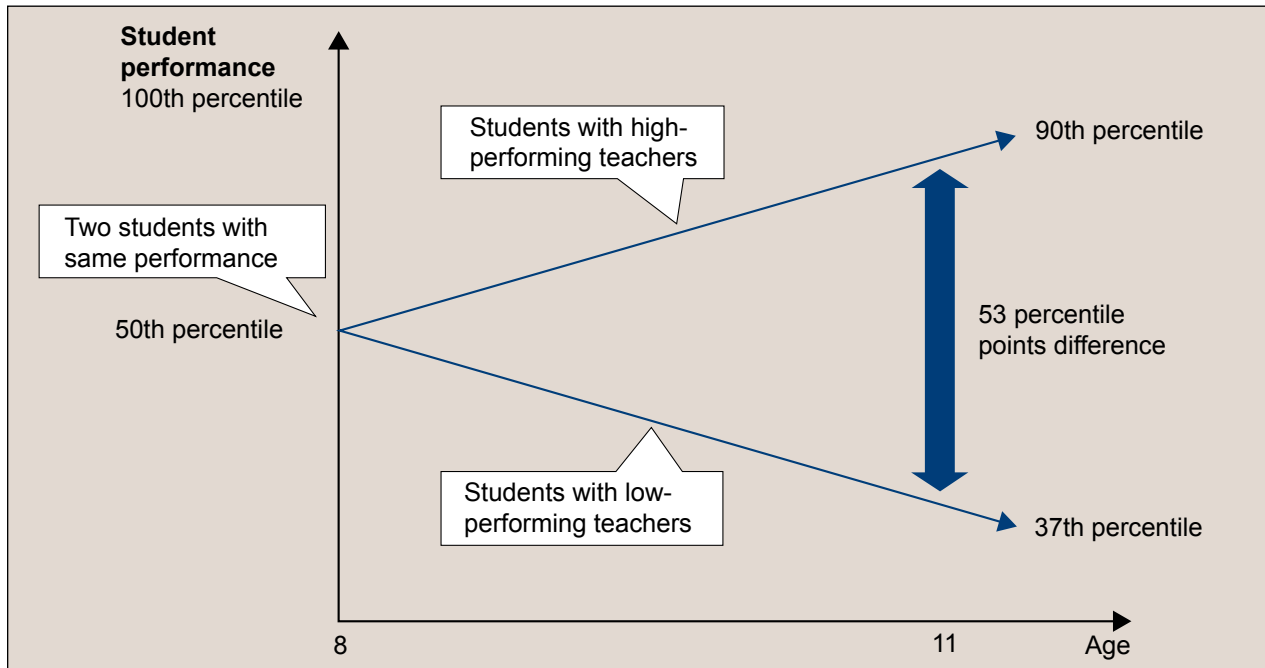 Student
performance
100th percentile
Students with high-
performing teachers
90th percentile
Two students with
same performance
50th percentile
53 percentile
points difference
Students with low-
performing teachers
37th percentile
8
11
Age